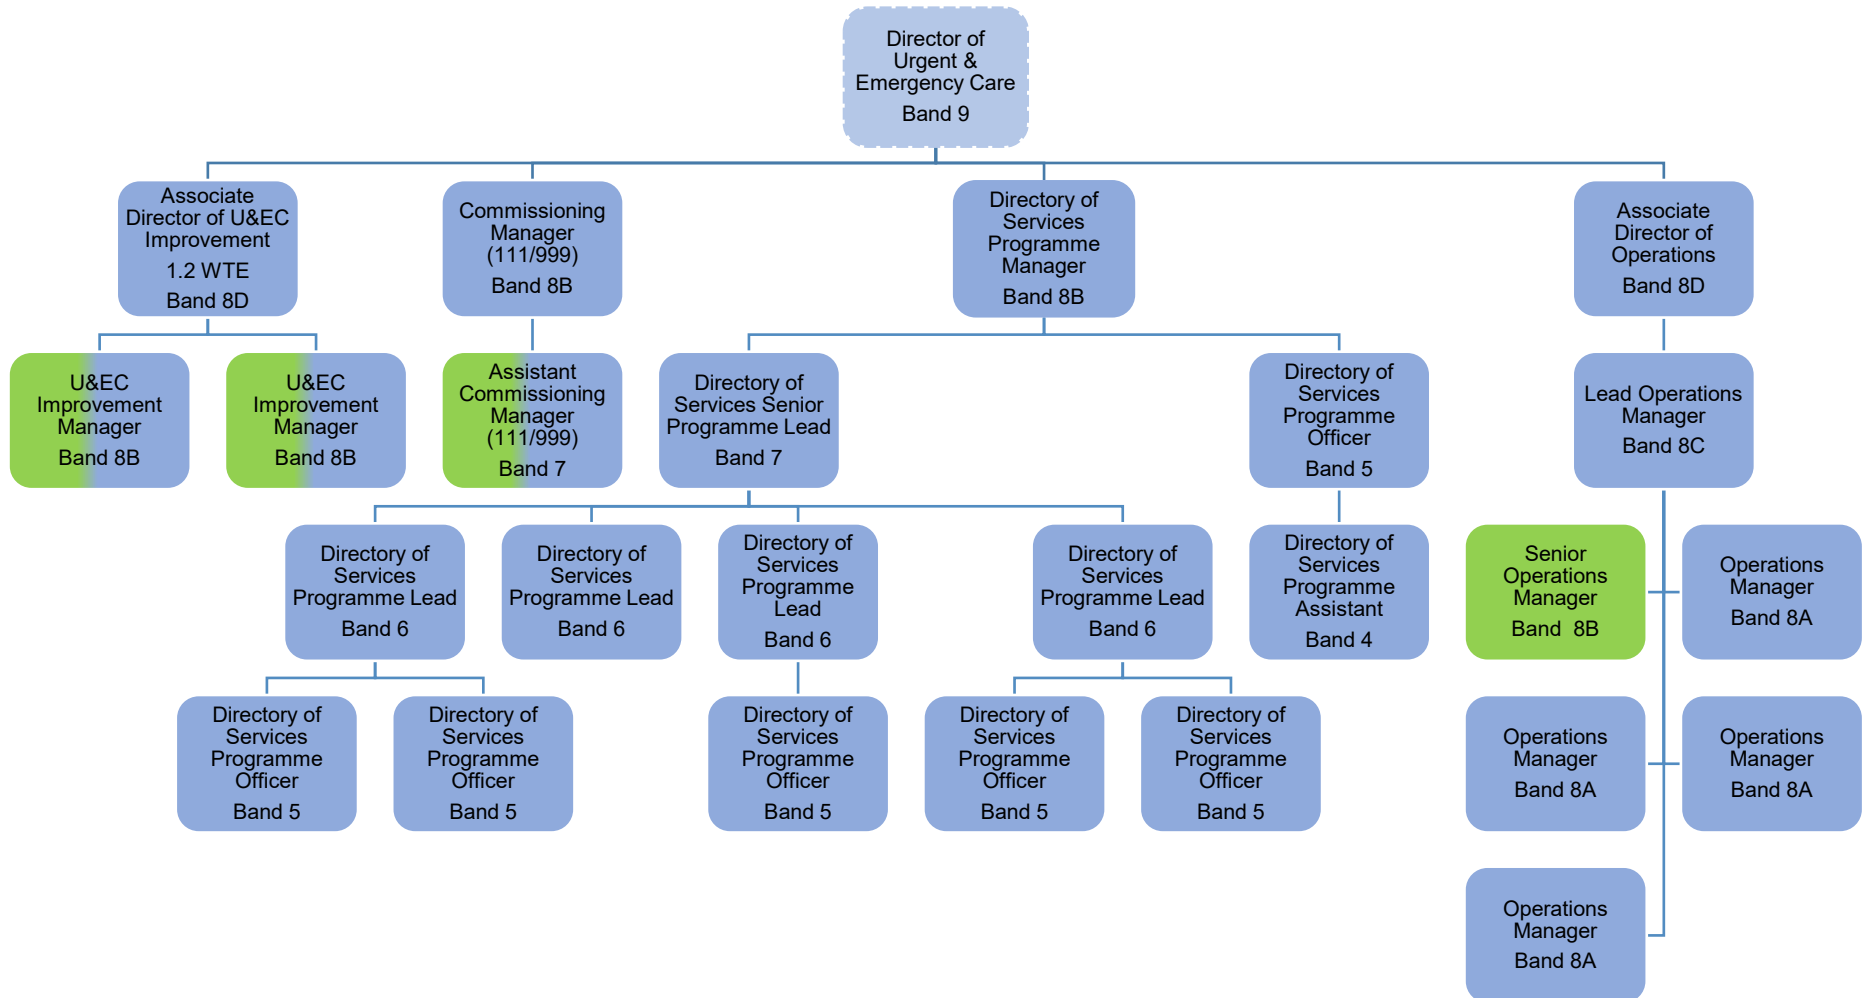 Director of
Urgent &
Emergency Care
Band 9
Associate
Director of U&EC
Improvement
1.2 WTE
Band 8D
Commissioning
Manager
(111/999)
Band 8B
Directory of
Services
Programme
Manager
Band 8B
Associate
Director of
Operations
Band 8D
U&EC
Improvement
Manager
Band 8B
U&EC
Improvement
Manager
Band 8B
Assistant
Commissioning
Manager
(111/999)
Band 7
Directory of
Services Senior
Programme Lead
Band 7
Directory of
Services
Programme
Officer
Band 5
Lead Operations
Manager
Band 8C
Directory of
Services
Programme Lead
Band 6
Directory of
Services
Programme Lead
Band 6
Directory of
Services
Programme
Lead
Band 6
Directory of
Services
Programme Lead
Band 6
Directory of
Services
Programme
Assistant
Band 4
Senior
Operations
Manager
Band  8B
Operations
Manager
Band 8A
Directory of
Services
Programme
Officer
Band 5
Directory of
Services
Programme
Officer
Band 5
Directory of
Services
Programme
Officer
Band 5
Directory of
Services
Programme
Officer
Band 5
Directory of
Services
Programme
Officer
Band 5
Operations
Manager
Band 8A
Operations
Manager
Band 8A
Operations
Manager
Band 8A